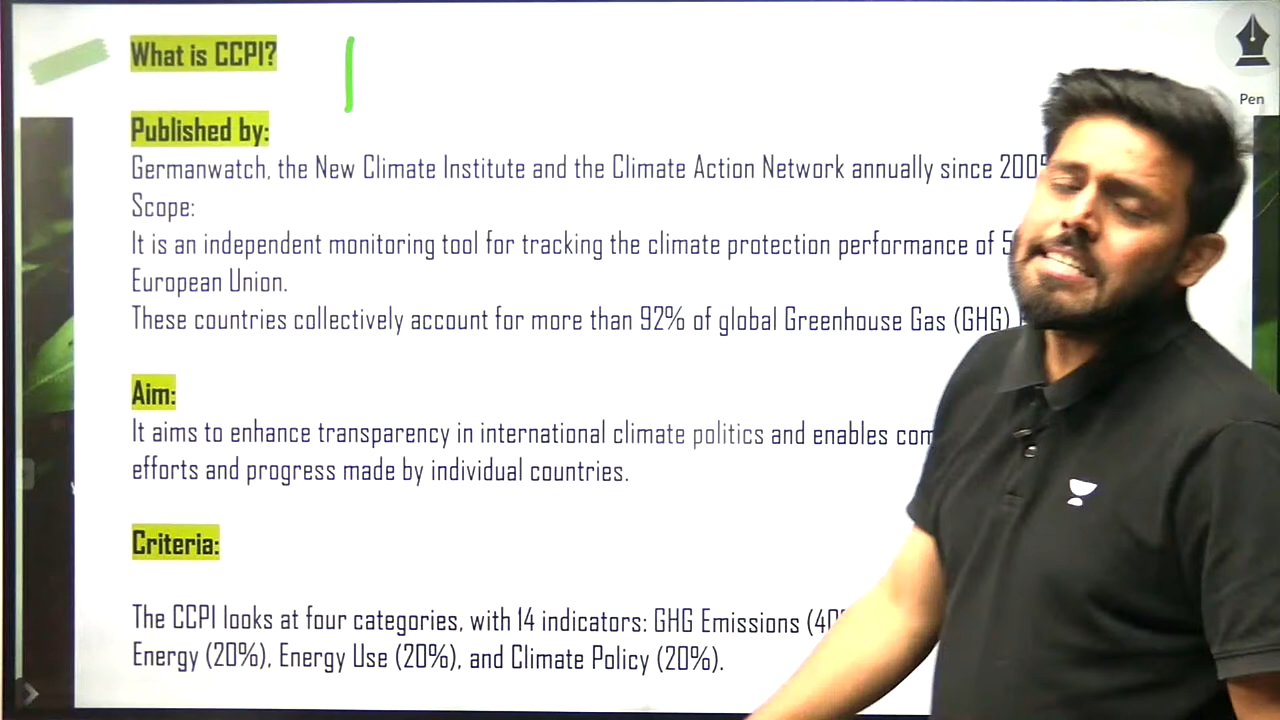 What is CCPI?
Pen
Published by:
Germanwatch, the New Climate Institute and the Climate Action Network annually since 2005
Scope:
It is an independent monitoring tool for tracking the climate protection performance of
European Union.
These countries collectively account for more than 92% of global Greenhouse Gas (GHG)
Aim:
It aims to enhance transparency in international climate politics and enables
efforts and progress made by individual countries.
Criteria:
The CCPI looks at four categories, with 14 indicators: GHG Emissions
Energy (20%), Energy Use (20%), and Climate Policy (20%).